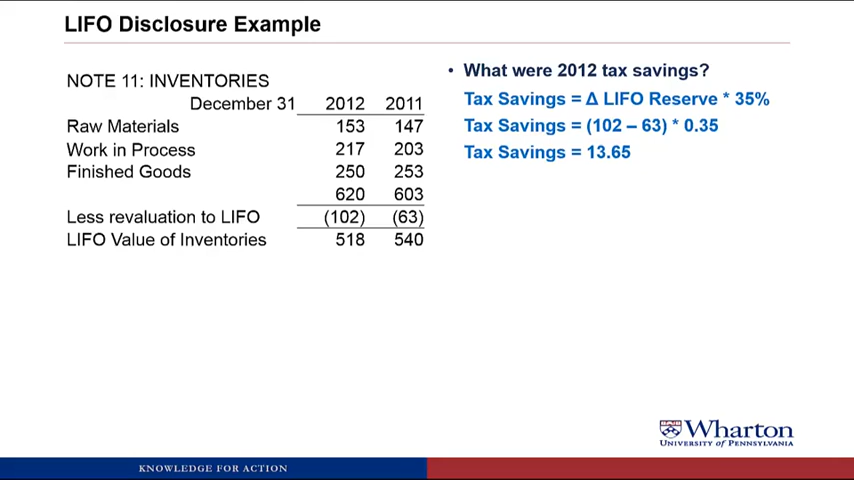 LIFO Disclosure Example
NOTE 11: INVENTORIES
December 31 2012 2011
Raw Materials 153 147
Work in Process 217 203
Finished Goods 250 253
620 603
Less revaluation to LIFO (102) (63)
LIFO Value of Inventories 518 540
• What were 2012 tax savings?
Tax Savings = Δ LIFO Reserve * 35%
Tax Savings = (102 – 63) * 0.35
Tax Savings = 13.65
Wharton
UNIVERSITY OF PENNSYLVANIA
KNOWLEDGE FOR ACTION